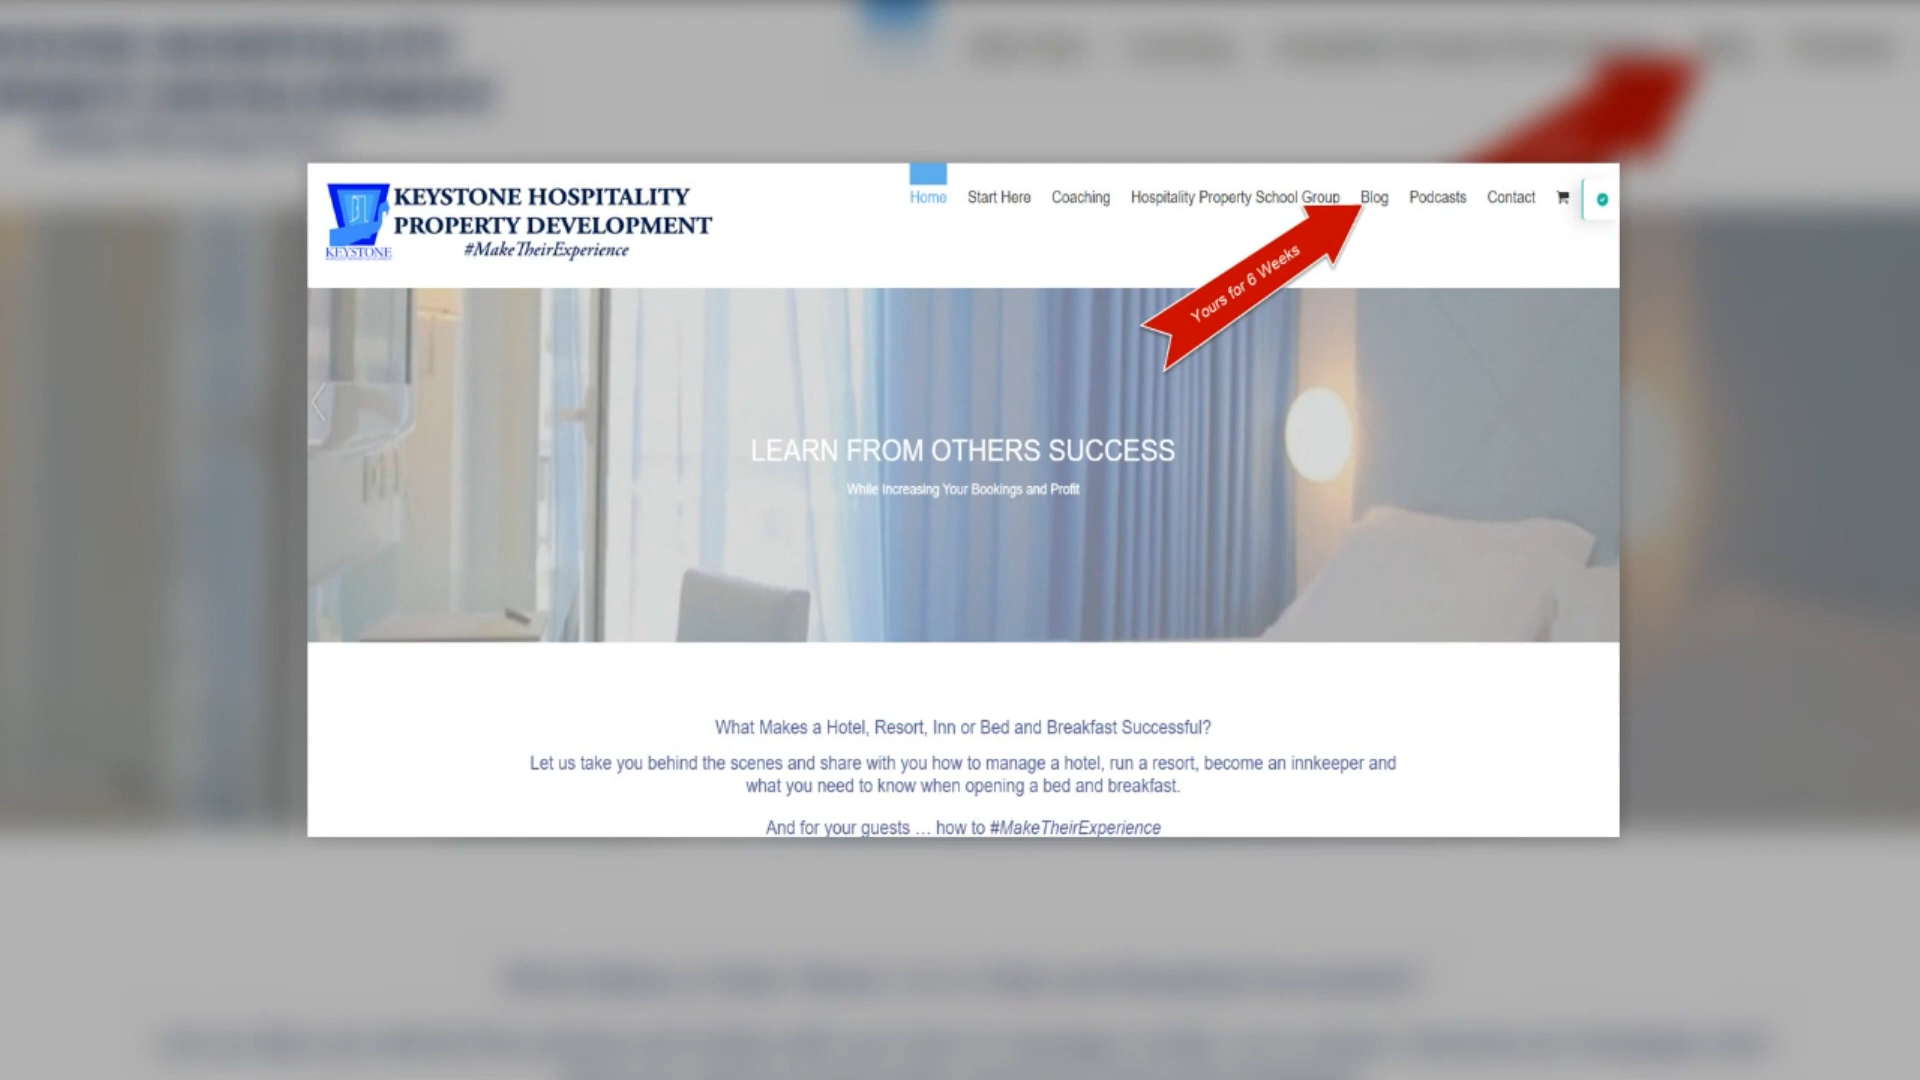 KEYSTONE HOSPITALITY
PROPERTY DEVELOPMENT
#MakeTheirExperience
KEYSTONE
Home Start Here Coaching Hospitality Property School Group Blog Podcasts Contact
Yours for 6 Weeks
LEARN FROM OTHERS SUCCESS
While Increasing Your Bookings and Profit
What Makes a Hotel, Resort, Inn or Bed and Breakfast Successful?
Let us take you behind the scenes and share with you how to manage a hotel, run a resort, become an innkeeper and
what you need to know when opening a bed and breakfast.
And for your guests ... how to #MakeTheirExperience